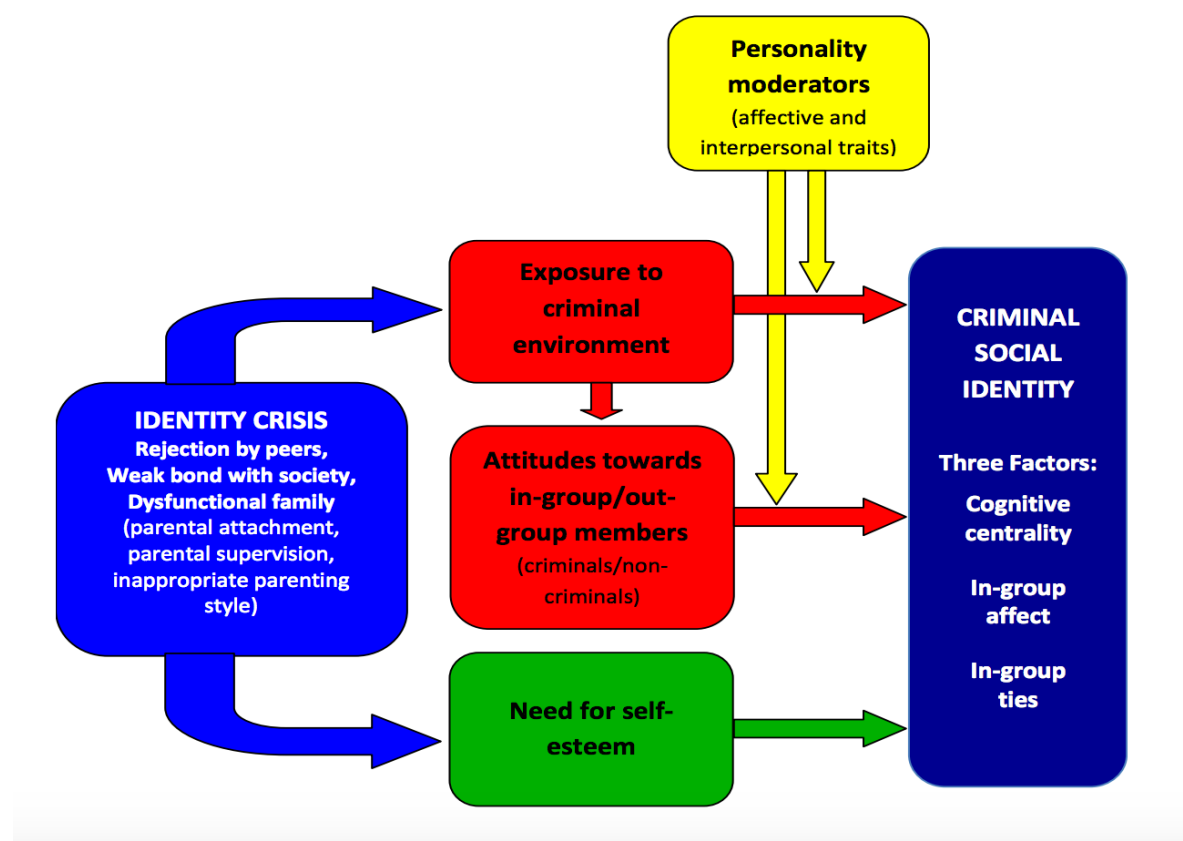 Personality
moderators
(affective and
interpersonal traits)
Exposure to
criminal
environment
CRIMINAL
SOCIAL
IDENTITY
Three Factors:
Cognitive
centrality
In-group
affect
In-group
ties
IDENTITY CRISIS
Rejection by peers,
Weak bond with society,
Dysfunctional family
(parental attachment,
parental supervision,
inappropriate parenting
style)
Attitudes towards
in-group/out-
group members
(criminals/non-
criminals)
Need for self-
esteem